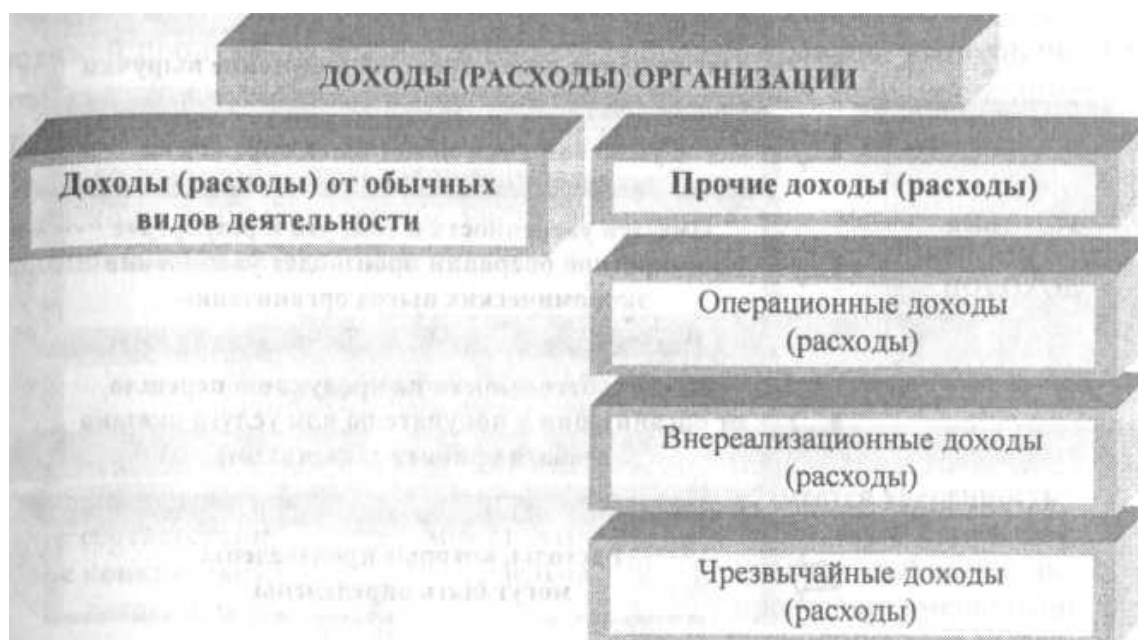 ДОХОДЫ (РАСХОДЫ) ОРГАНИЗАЦИИ
Доходы (расходы) от обычных
видов деятельности
Прочие доходы (расходы)
Операционные доходы
(расходы)
Внереализационные доходы
(расходы)
Чрезвычайные доходы
(расходы)